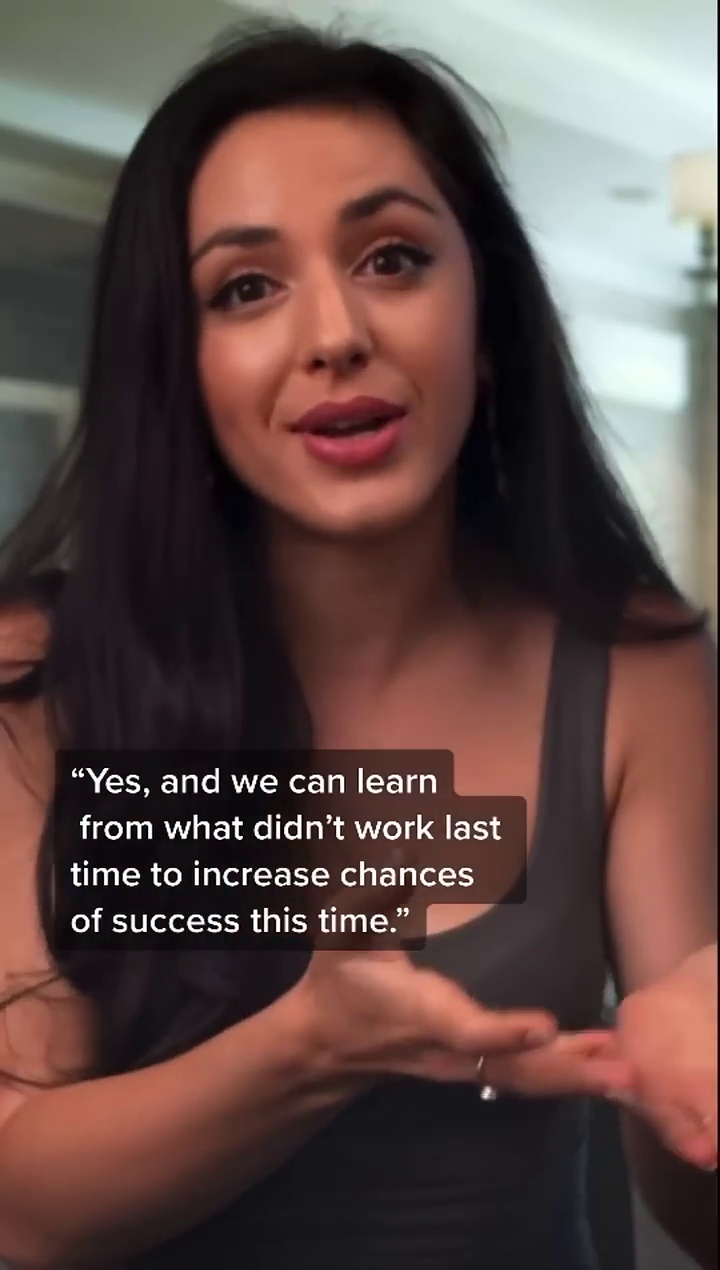 “Yes, and we can learn
from what didn’t work last
time to increase chances
of success this time.”